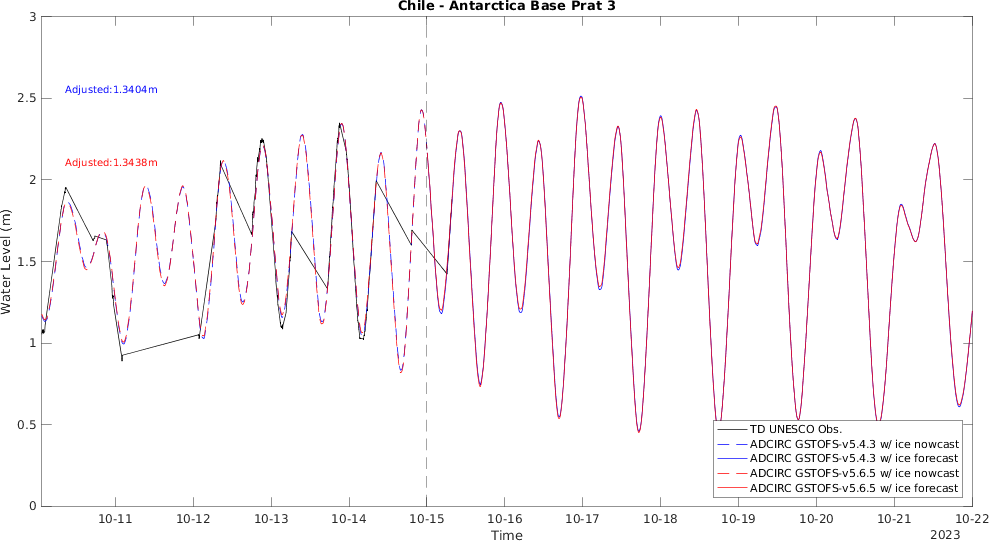 Chile - Antarctica Base Prat 3
3
2.5
2
1.5
1
0.5
0
Water Level (m)
Adjusted:1.3404m
Adjusted:1.3438m
TD UNESCO Obs.
ADCIRC GSTOFS-v5.4.3 w/ ice nowcast
ADCIRC GSTOFS-v5.4.3 w/ ice forecast
ADCIRC GSTOFS-v5.6.5 w/ ice nowcast
ADCIRC GSTOFS-v5.6.5 w/ ice forecast
10-11 10-12 10-13 10-14 10-15 10-16 10-17 10-18 10-19 10-20 10-21 10-22
Time
2023